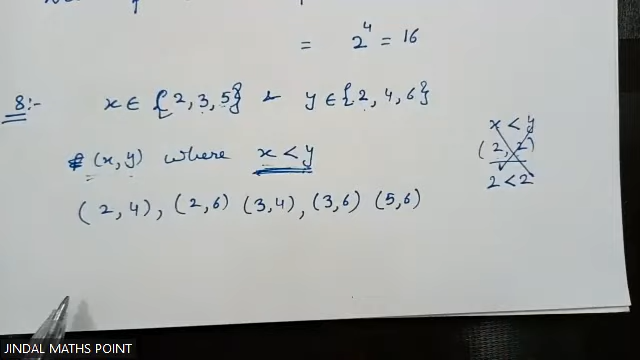 = 2⁴ = 16
8:- x ∈ {2, 3, 5} & y ∈ {2, 4, 6}
(x, y) where x < y
(2, 4), (2, 6) (3, 4), (3, 6) (5, 6)
x < y
(2, 2)
2 < 2
JINDAL MATHS POINT